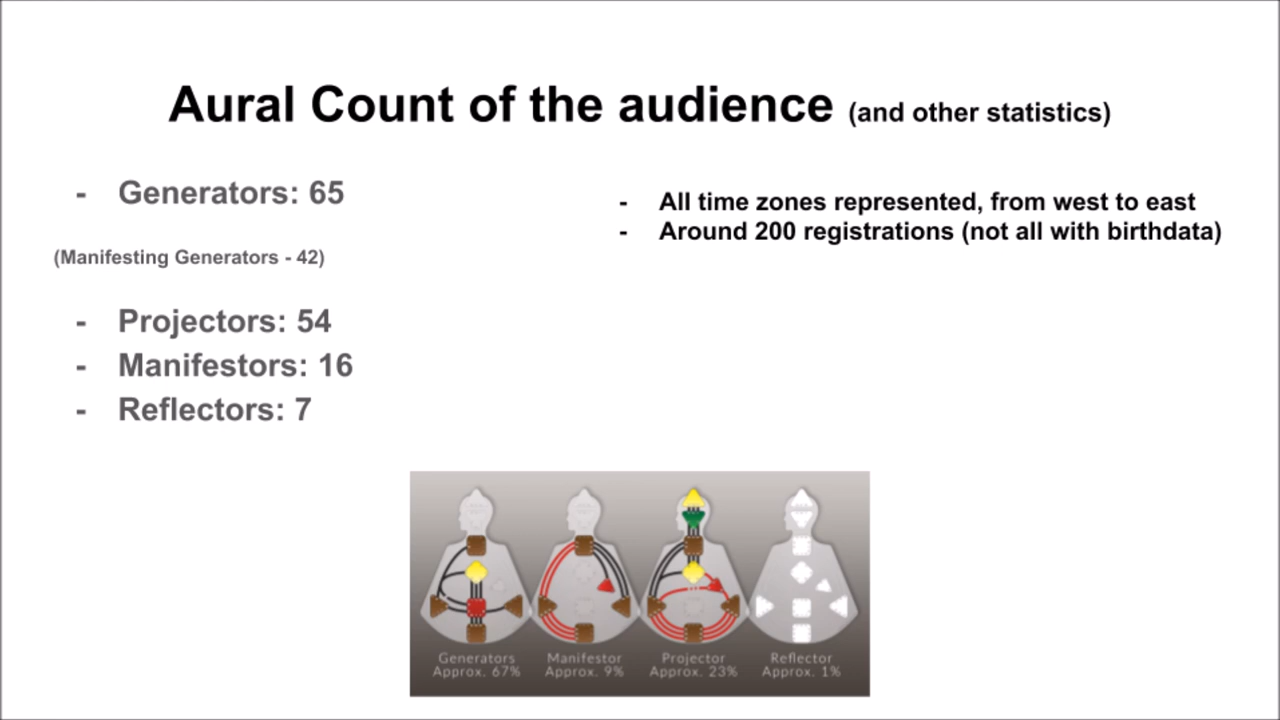 Aural Count of the audience (and other statistics)
- Generators: 65
(Manifesting Generators - 42)
- Projectors: 54
- Manifestors: 16
- Reflectors: 7
- All time zones represented, from west to east
- Around 200 registrations (not all with birthdata)
Generators
Approx. 67%
Manifestor
Approx. 9%
Projector
Approx. 23%
Reflector
Approx. 1%